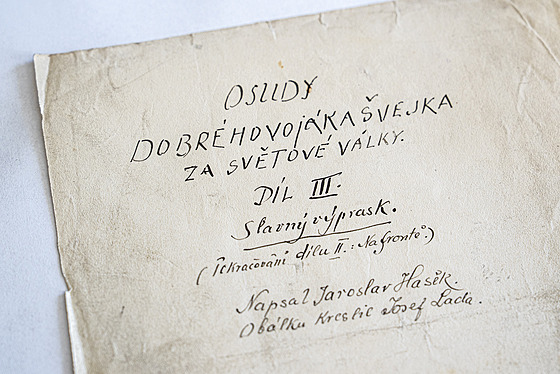 OSUDY
DOBRÉHO VOJÁKA ŠVEJKA
ZA SVĚTOVÉ VÁLKY.
DÍL III.
Slavný výprask.
(Pokračování dílu II.: Na frontě.)
Napsal Jaroslav Hašek.
Obálku kreslil Josef Lada.